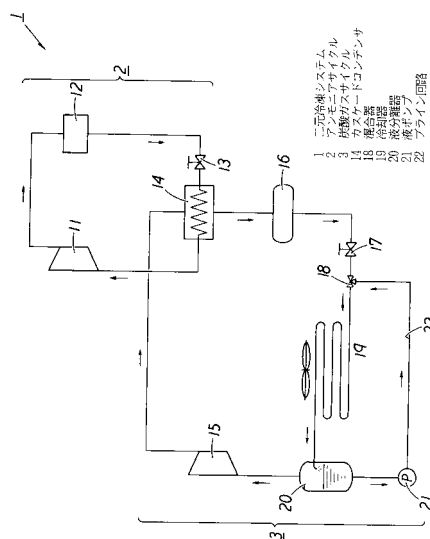 1
2
11
12
13
14
15
16
17
18
19
20
21
22
3
P
1 二元冷凍システム
2 アンモニアサイクル
3 炭酸ガスサイクル
14 カスケードコンデンサ
18 混合器
19 冷却器
20 液分離器
21 液ポンプ
22 ブライン回路